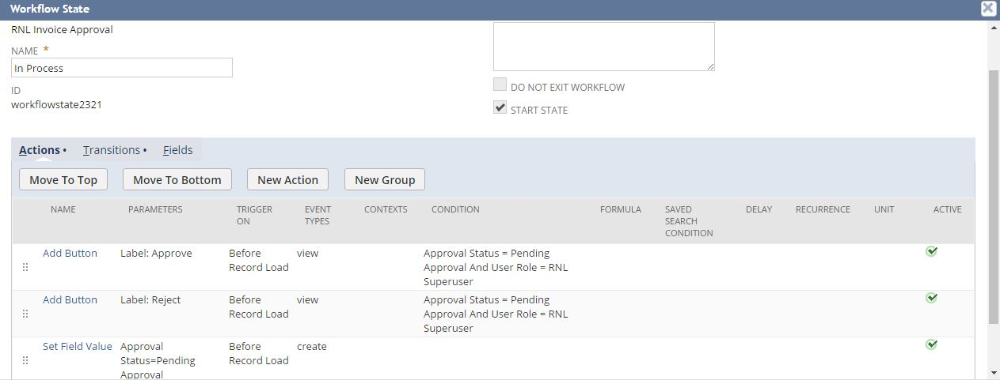 Workflow State
RNL Invoice Approval
NAME *
In Process
ID
workflowstate2321
DO NOT EXIT WORKFLOW
START STATE
Actions • Transitions • Fields
Move To Top Move To Bottom New Action New Group
NAME PARAMETERS TRIGGER ON EVENT TYPES CONTEXTS CONDITION FORMULA SAVED SEARCH CONDITION DELAY RECURRENCE UNIT ACTIVE
Add Button Label: Approve Before view Approval Status = Pending
Record Load Approval And User Role = RNL
Superuser
Add Button Label: Reject Before view Approval Status = Pending
Record Load Approval And User Role = RNL
Superuser
Set Field Value Approval Before create
Status=Pending Record Load
Approval